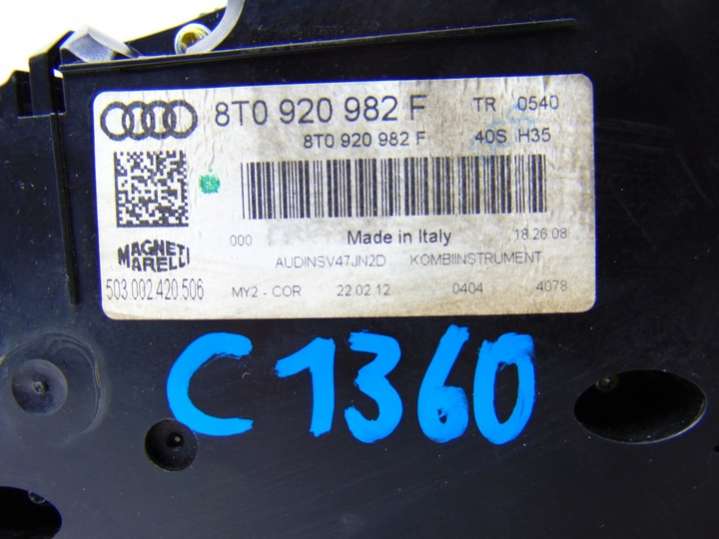 8T0 920 982 F TR 0540
8T0 920 982 F 40S H35
000 Made in Italy 18.26.08
MAGNETI
MARELLI
AUDINSV47JN2D KOMBIINSTRUMENT
503.002.420.506
MY2 - COR 22.02.12 0404 4078
C1360